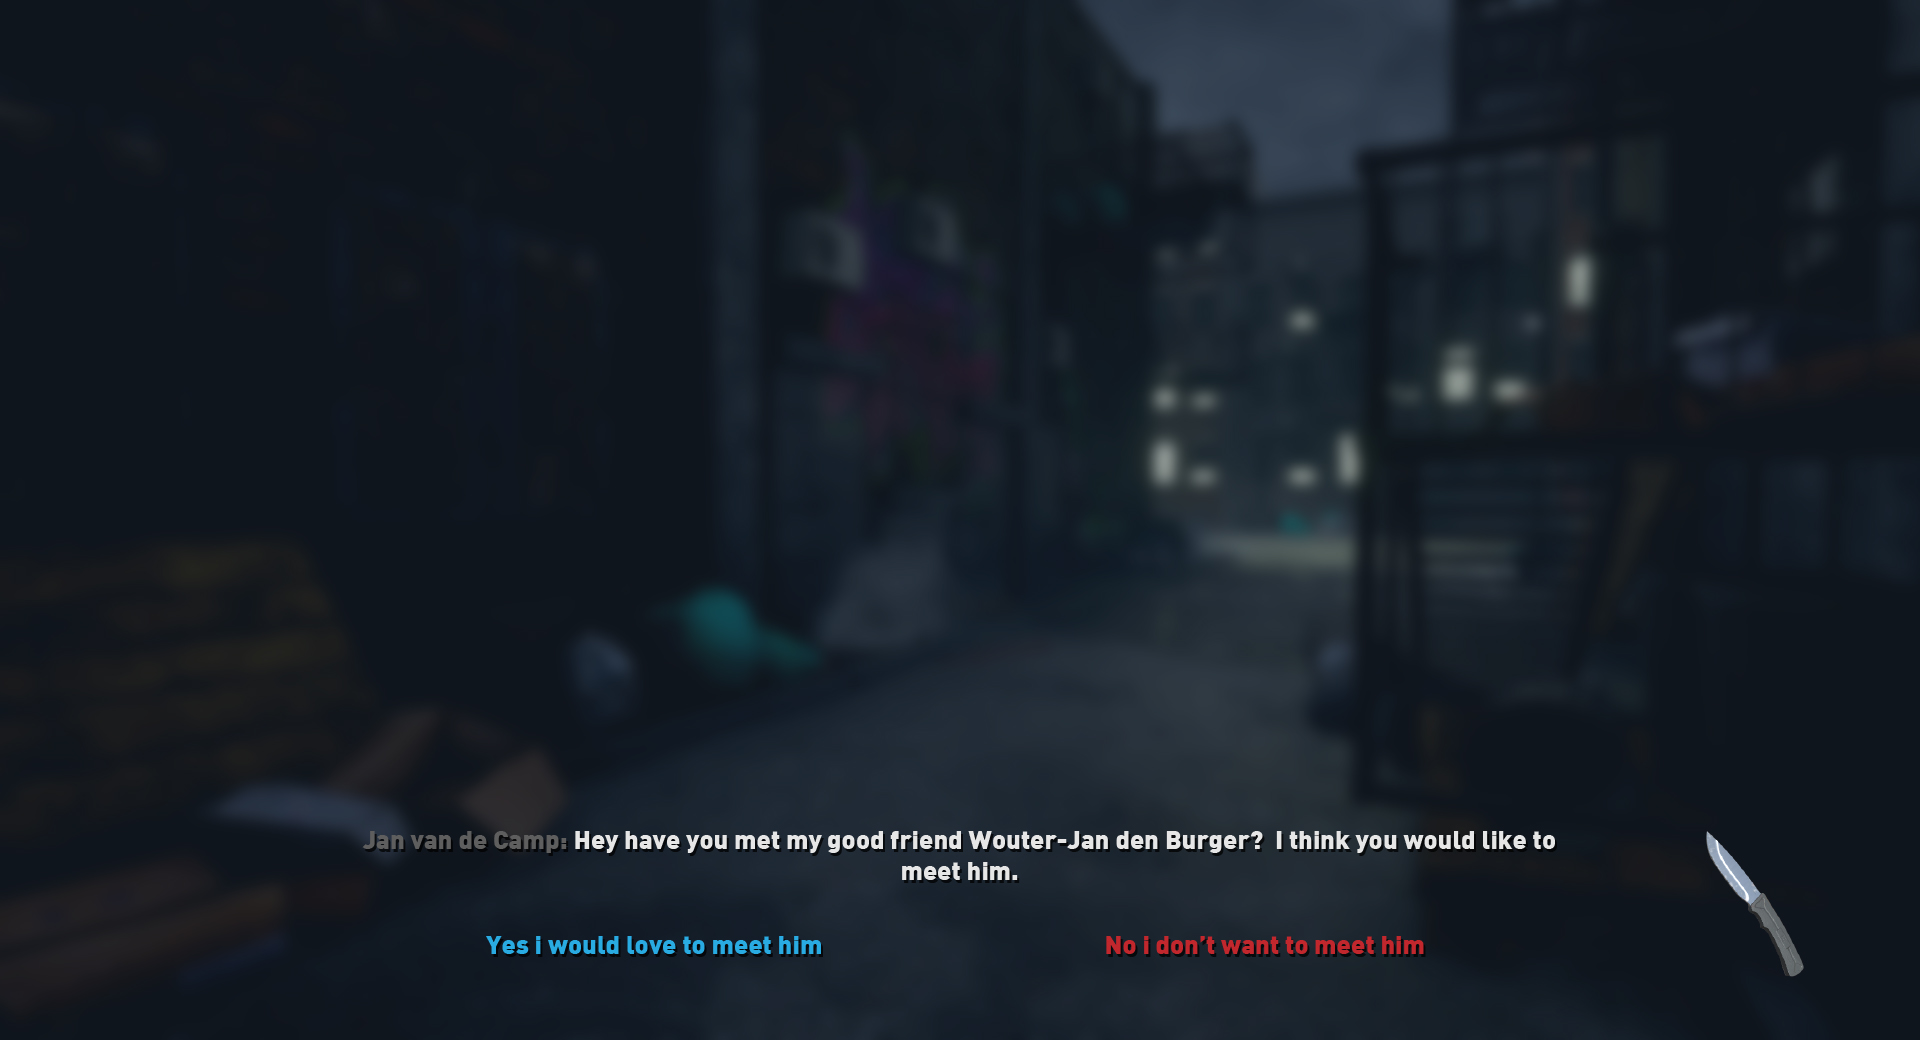 Jan van de Camp: Hey have you met my good friend Wouter-Jan den Burger?  I think you would like to
meet him.
Yes i would love to meet him
No i don't want to meet him